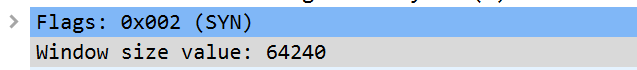 Flags: 0x002 (SYN)
Window size value: 64240